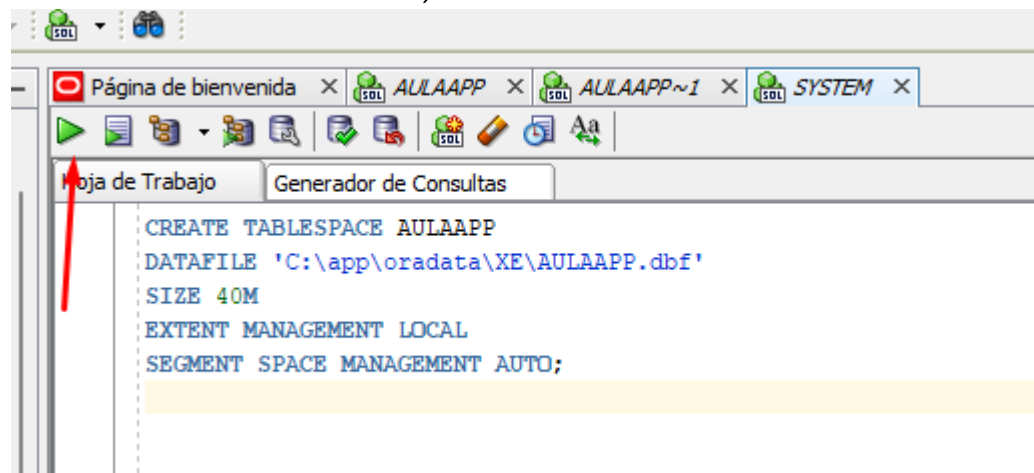 Página de bienvenida AULAAPP AULAAPP~1 SYSTEM
Hoja de Trabajo Generador de Consultas
CREATE TABLESPACE AULAAPP
DATAFILE 'C:\app\oradata\XE\AULAAPP.dbf'
SIZE 40M
EXTENT MANAGEMENT LOCAL
SEGMENT SPACE MANAGEMENT AUTO;